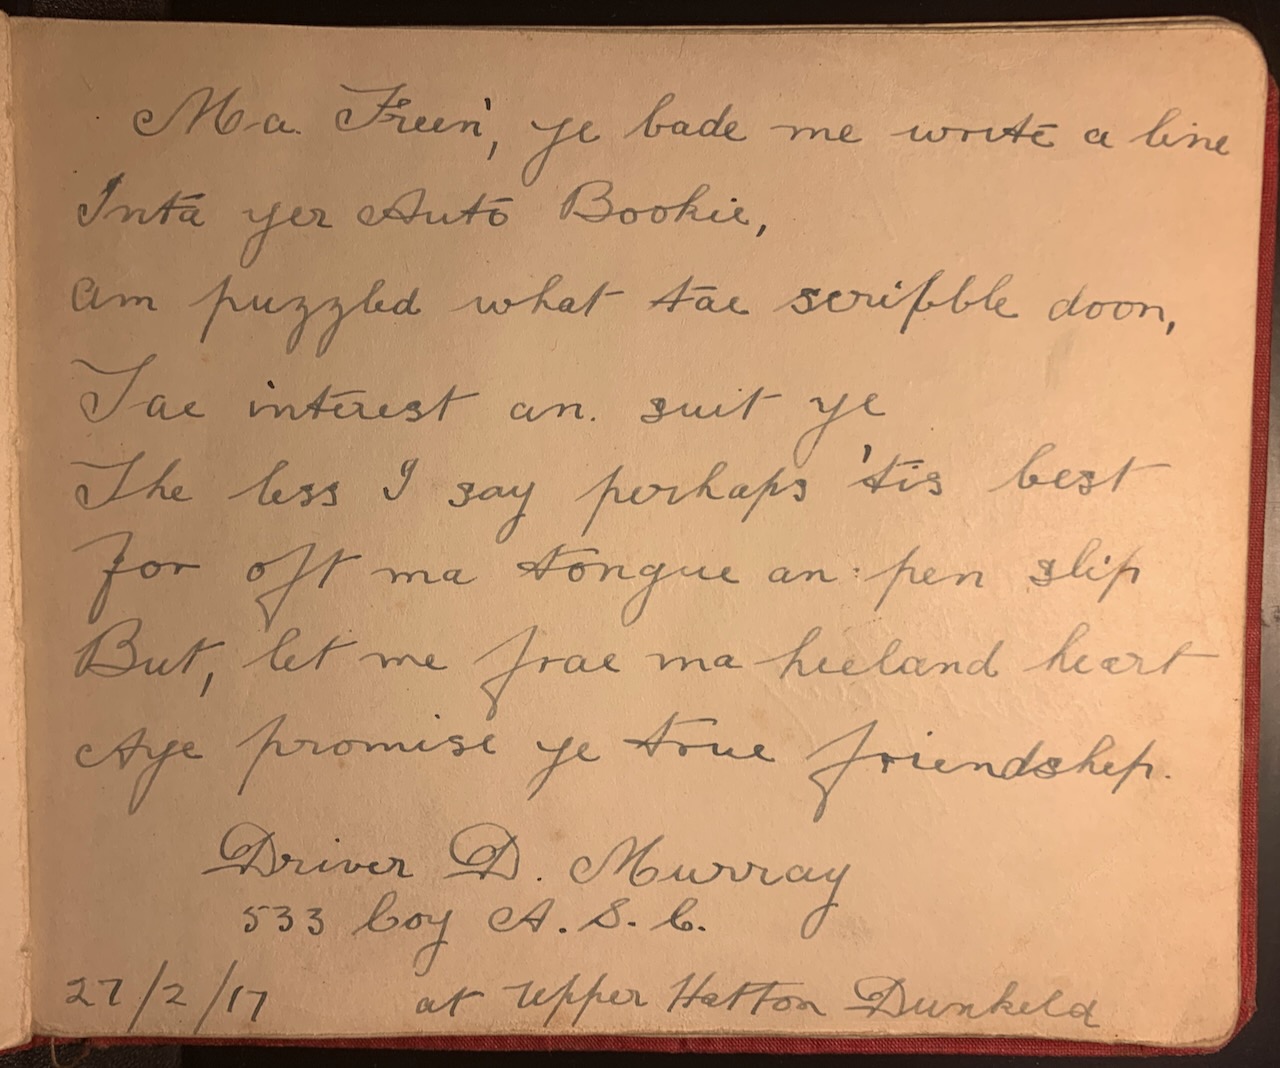 Ma. Freen', ye bade me write a line
Inta yer Auto Bookie,
Am puzzled what tae scribble doon,
Tae interest an. suit ye
The less I say perhaps 'tis best
For oft ma tongue an: pen slip
But, let me frae ma heeland heart
Aye promise ye true friendship.
Driver D. Murray
533 Coy A. S. C.
27/2/17 at Upper Hatton Dunkeld